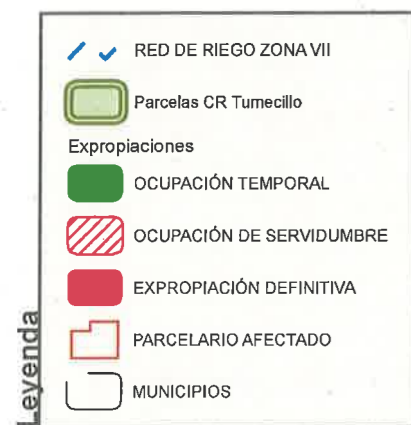 RED DE RIEGO ZONA VII
Parcelas CR Tumecillo
Expropiaciones
OCUPACIÓN TEMPORAL
OCUPACIÓN DE SERVIDUMBRE
EXPROPIACIÓN DEFINITIVA
PARCELARIO AFECTADO
MUNICIPIOS
Leyenda